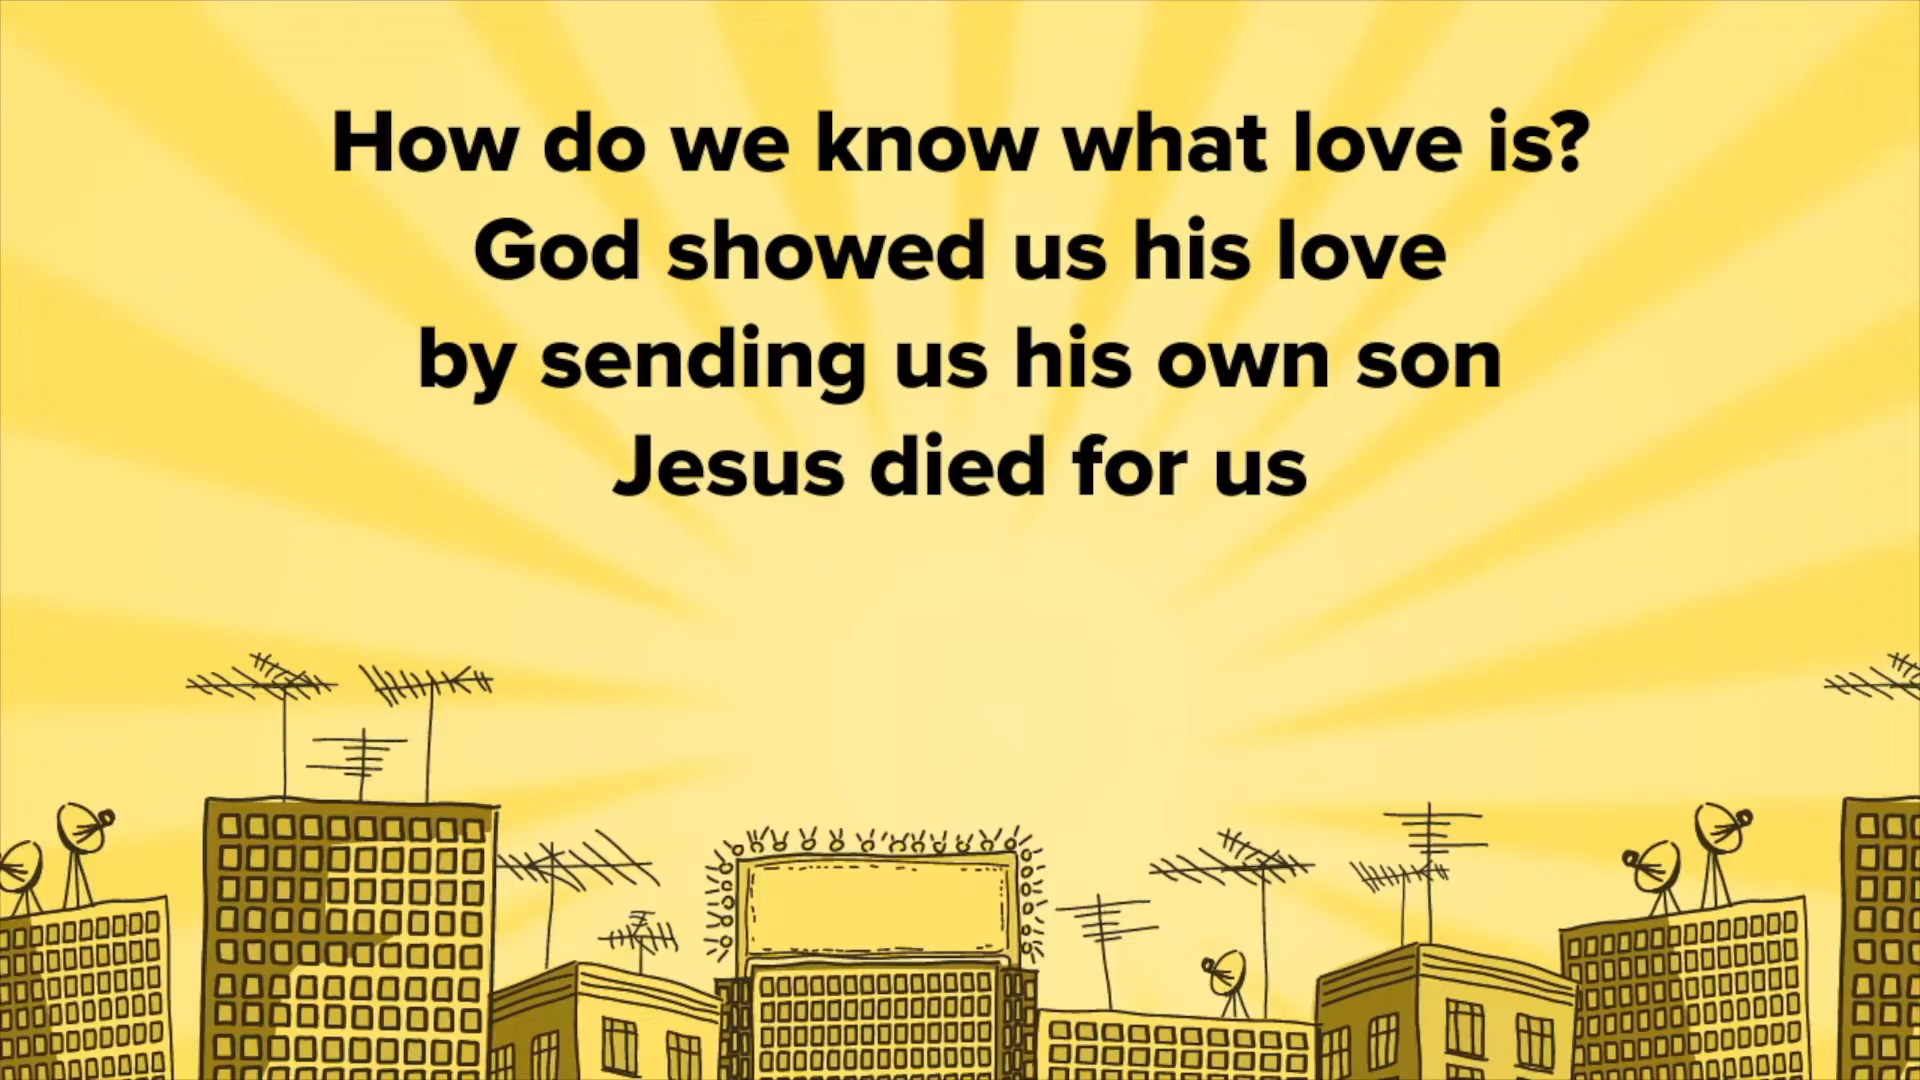 How do we know what love is?
God showed us his love
by sending us his own son
Jesus died for us